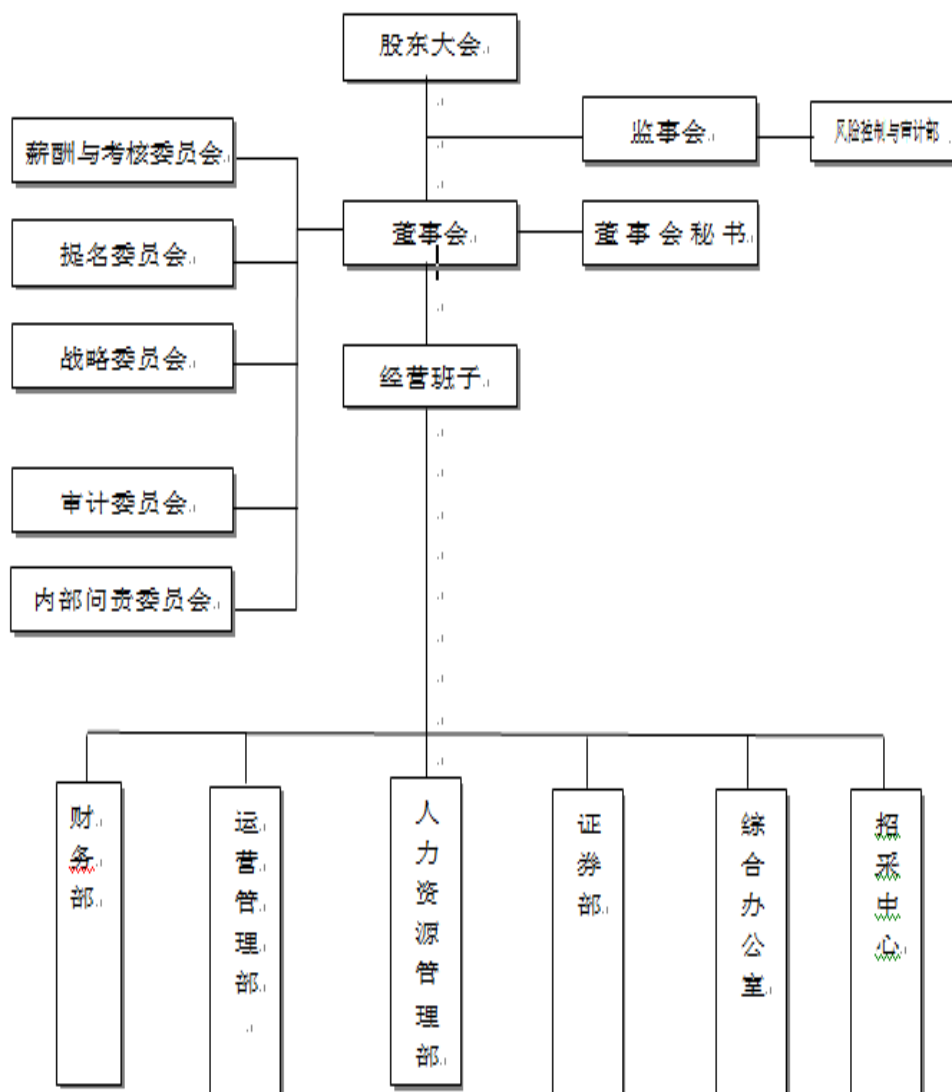 股东大会
监事会
风险控制与审计部
薪酬与考核委员会
董事会
董事会秘书
提名委员会
战略委员会
经营班子
审计委员会
内部问责委员会
财务部
运营管理部
人力资源管理部
证券部
综合办公室
招采中心